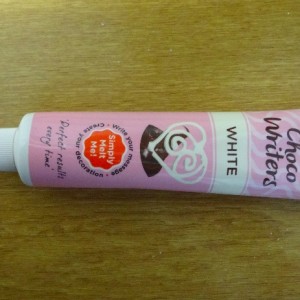 Choco
Writers
WHITE
Simply
Melt
Me!
Write your message
Create your decoration
'Perfect results
every time'